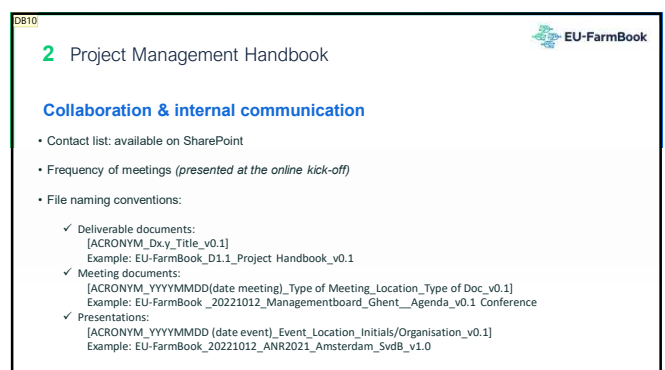 DB10
EU-FarmBook
2 Project Management Handbook
Collaboration & internal communication
• Contact list: available on SharePoint
• Frequency of meetings (presented at the online kick-off)
• File naming conventions:
✓ Deliverable documents:
[ACRONYM_Dx.y_Title_v0.1]
Example: EU-FarmBook_D1.1_Project Handbook_v0.1
✓ Meeting documents:
[ACRONYM_YYYYMMDD(date meeting)_Type of Meeting_Location_Type of Doc_v0.1]
Example: EU-FarmBook _20221012_Managementboard_Ghent__Agenda_v0.1 Conference
✓ Presentations:
[ACRONYM_YYYYMMDD (date event)_Event_Location_Initials/Organisation_v0.1]
Example: EU-FarmBook_20221012_ANR2021_Amsterdam_SvdB_v1.0